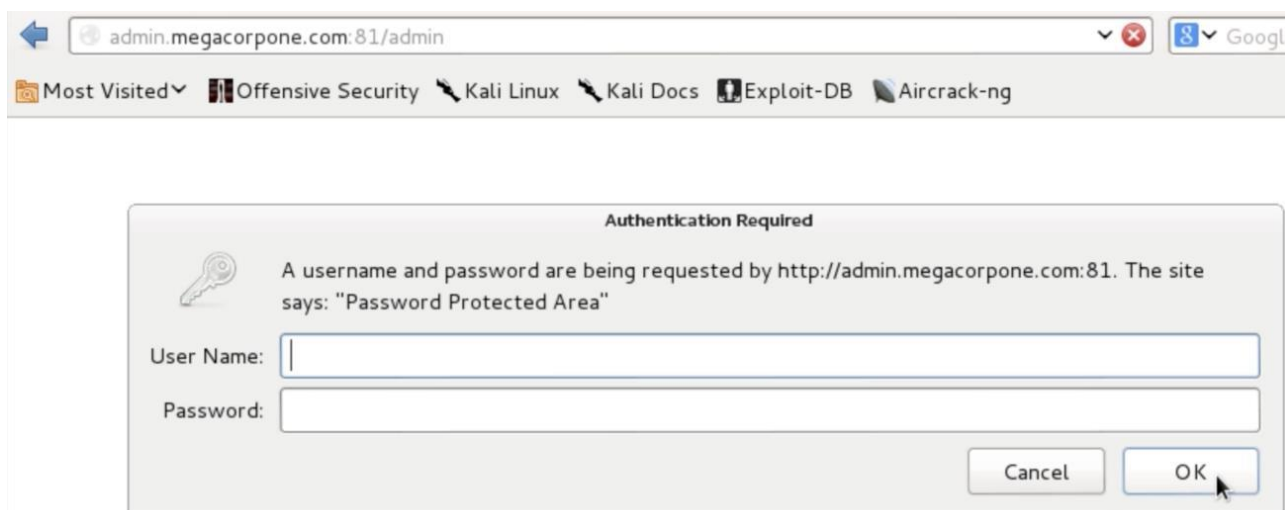 admin.megacorpone.com:81/admin
8 Googl
Most Visited Offensive Security Kali Linux Kali Docs Exploit-DB Aircrack-ng
Authentication Required
A username and password are being requested by http://admin.megacorpone.com:81. The site
says: "Password Protected Area"
User Name:
Password:
Cancel OK